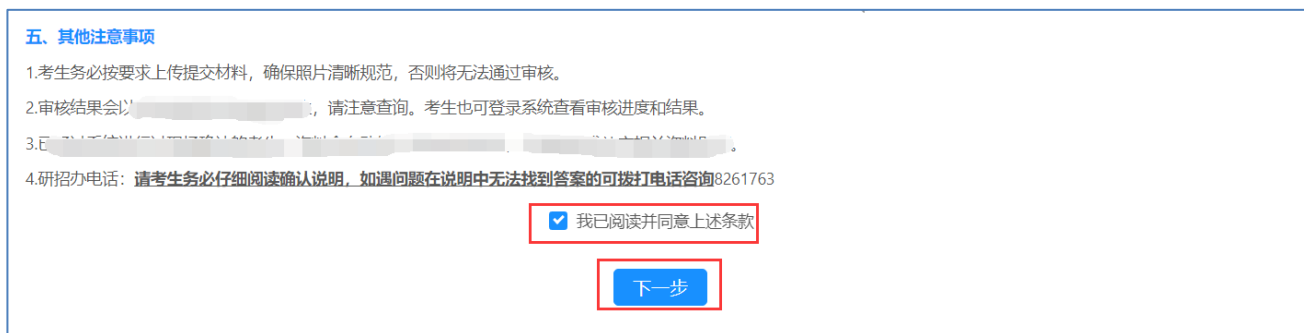 五、其他注意事项
1.考生务必按要求上传提交材料，确保照片清晰规范，否则将无法通过审核。
2.审核结果会以 ，请注意查询。考生也可登录系统查看审核进度和结果。
3.
4.研招办电话：请考生务必仔细阅读确认说明，如遇问题在说明中无法找到答案的可拨打电话咨询8261763
我已阅读并同意上述条款
下一步